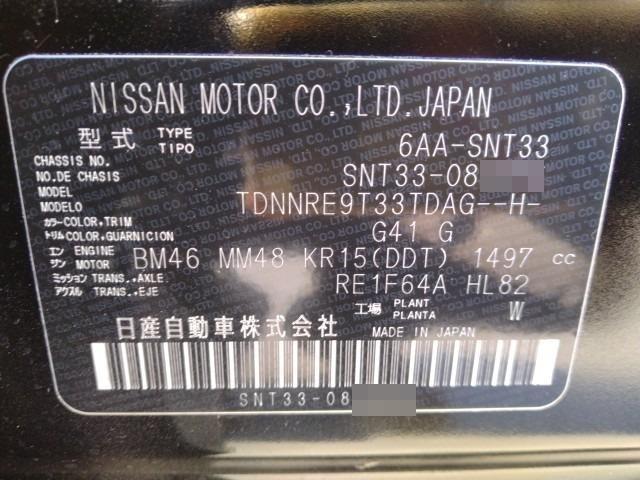 NISSAN MOTOR CO.,LTD.JAPAN
型式 TYPE TIPO 6AA-SNT33
CHASSIS NO.
NO.DE CHASSIS SNT33-08
MODEL
MODELO TDNNRE9T33TDAG--H-
カラー COLOR,TRIM
トリム COLOR,GUARNICION G41 G
エン ENGINE
ジン MOTOR BM46 MM48 KR15(DDT) 1497 cc
ミッション TRANS.,AXLE
アクスル TRANS.,EJE RE1F64A HL82
工場 PLANT PLANTA W
日産自動車株式会社 MADE IN JAPAN
SNT33-08